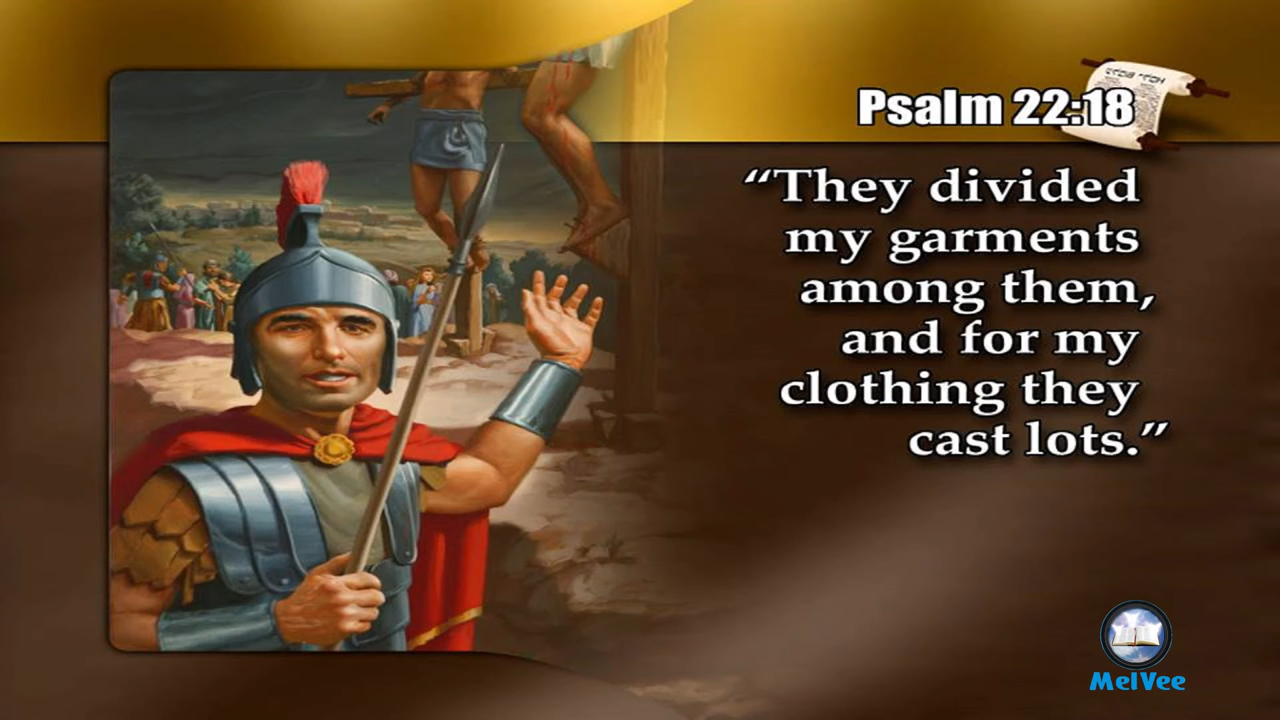 Psalm 22:18
“They divided
my garments
among them,
and for my
clothing they
cast lots.”
MelVee